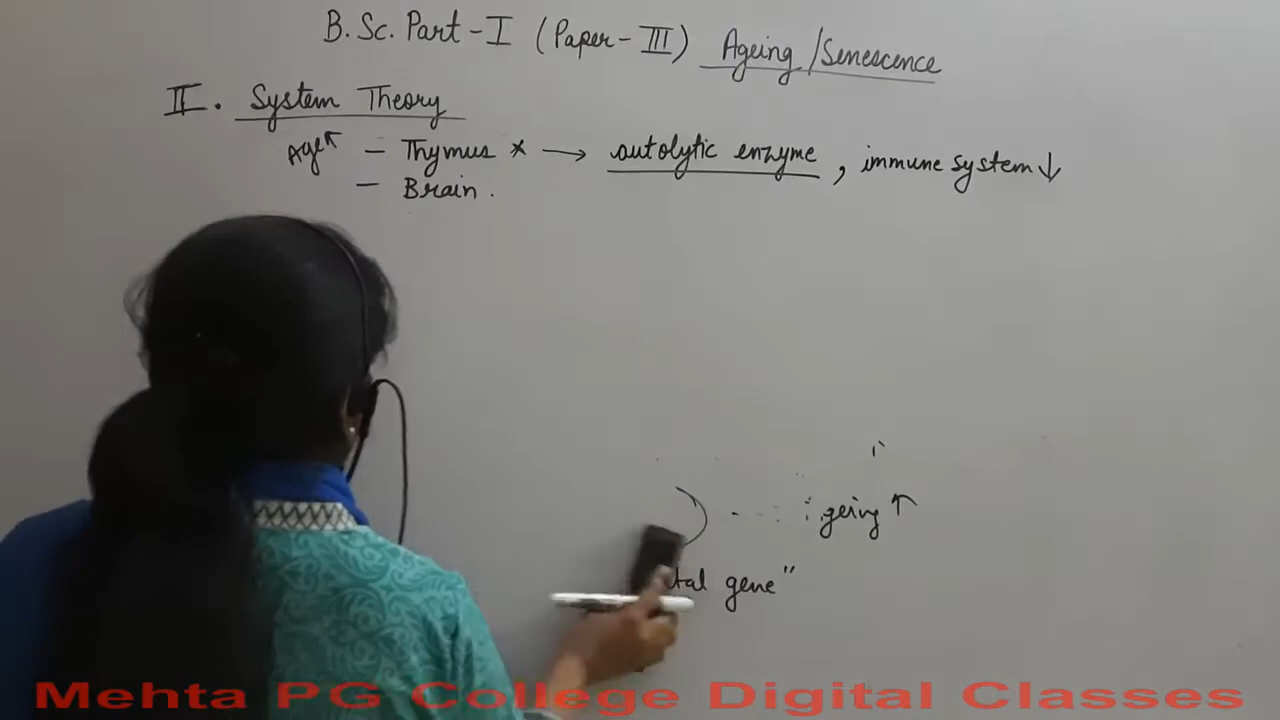 B.Sc. Part-I (Paper-III) Ageing/Senescence
II. System Theory
Age↑ - Thymus × → autolytic enzyme, immune system ↓
- Brain.
geing ↑
tal gene"
Mehta PG College Digital Classes